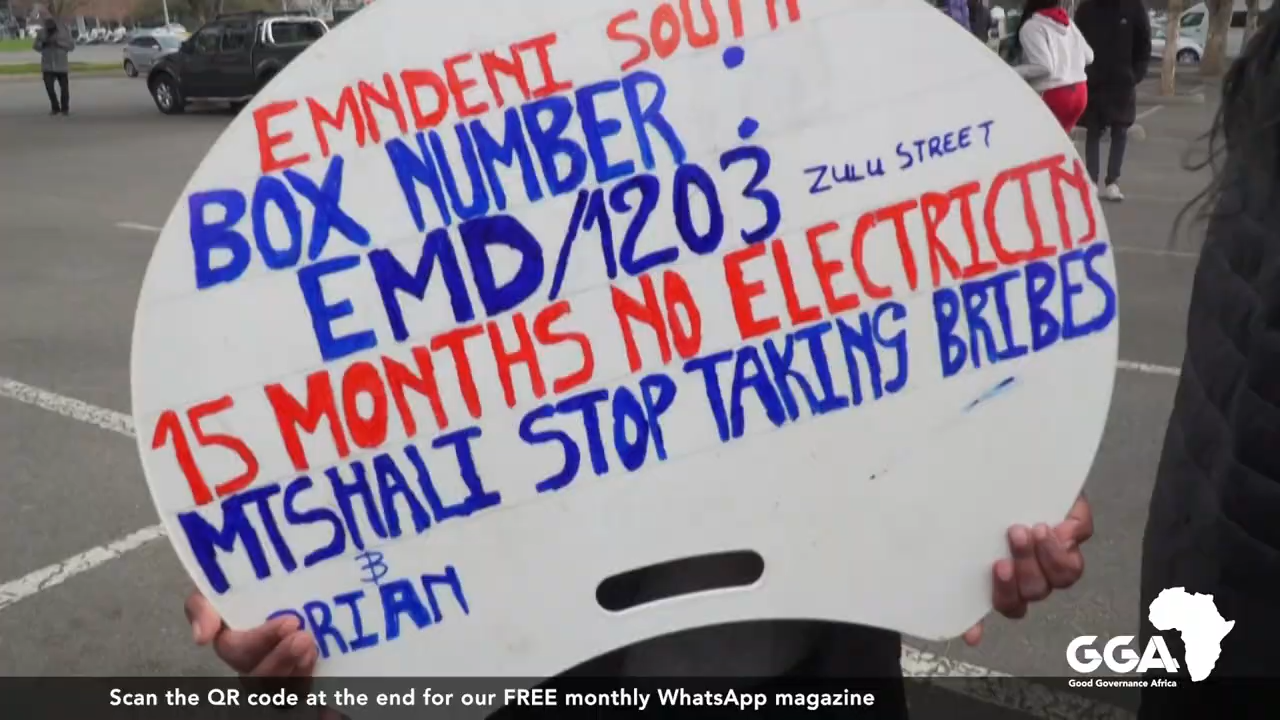 EMNDENI SOUTH
BOX NUMBER :
EMD/1203 ZULU STREET
15 MONTHS NO ELECTRICITY
MTSHALI STOP TAKING BRIBES
&
BRIAN
GGA
Good Governance Africa
Scan the QR code at the end for our FREE monthly WhatsApp magazine